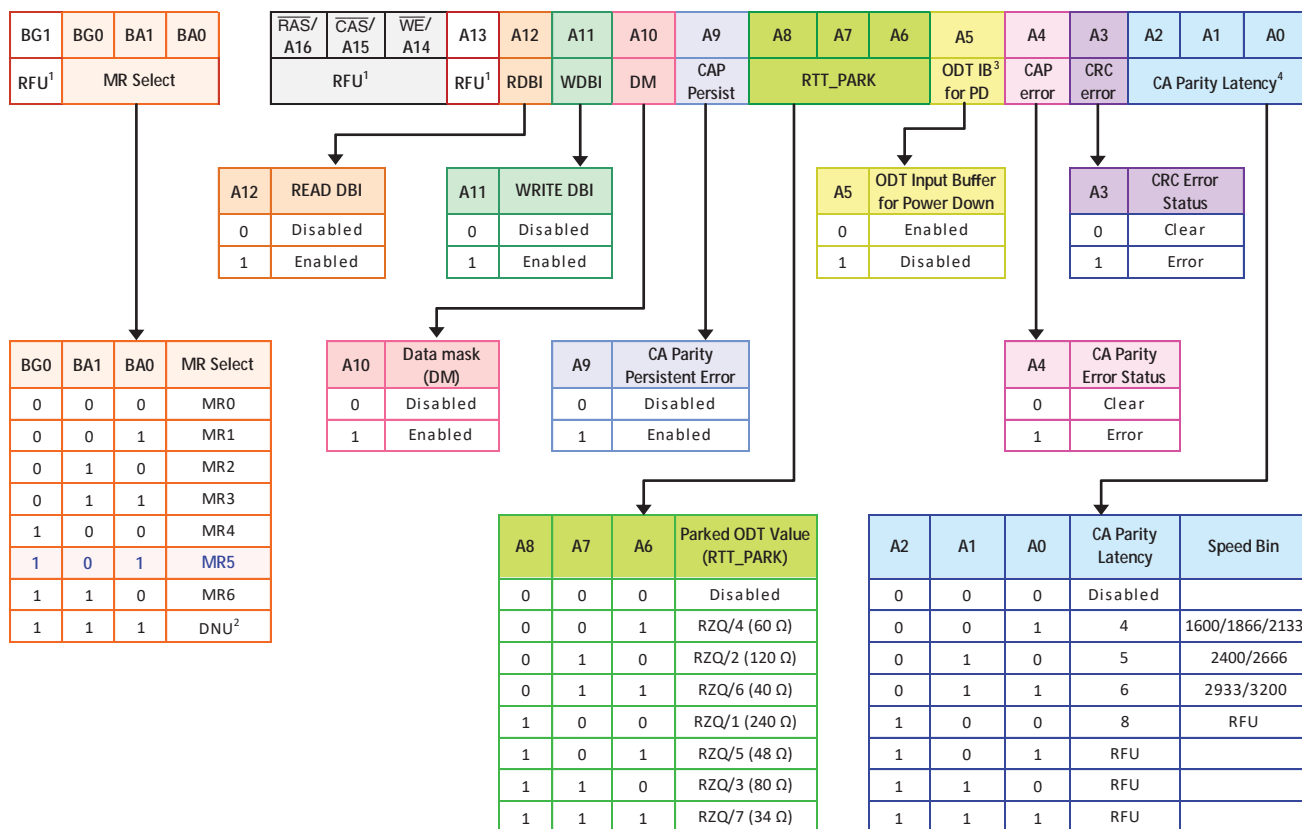 BG1 BG0 BA1 BA0 RAS/ A16 CAS/ A15 WE/ A14 A13 A12 A11 A10 A9 A8 A7 A6 A5 A4 A3 A2 A1 A0
RFU¹ MR Select RFU¹ RFU¹ RDBI WDBI DM CAP Persist RTT_PARK ODT IB³ for PD CAP error CRC error CA Parity Latency⁴
A12 READ DBI
0 Disabled
1 Enabled
A11 WRITE DBI
0 Disabled
1 Enabled
A5 ODT Input Buffer for Power Down
0 Enabled
1 Disabled
A3 CRC Error Status
0 Clear
1 Error
BG0 BA1 BA0 MR Select
0 0 0 MR0
0 0 1 MR1
0 1 0 MR2
0 1 1 MR3
1 0 0 MR4
1 0 1 MR5
1 1 0 MR6
1 1 1 DNU²
A10 Data mask (DM)
0 Disabled
1 Enabled
A9 CA Parity Persistent Error
0 Disabled
1 Enabled
A4 CA Parity Error Status
0 Clear
1 Error
A8 A7 A6 Parked ODT Value (RTT_PARK)
0 0 0 Disabled
0 0 1 RZQ/4 (60 Ω)
0 1 0 RZQ/2 (120 Ω)
0 1 1 RZQ/6 (40 Ω)
1 0 0 RZQ/1 (240 Ω)
1 0 1 RZQ/5 (48 Ω)
1 1 0 RZQ/3 (80 Ω)
1 1 1 RZQ/7 (34 Ω)
A2 A1 A0 CA Parity Latency Speed Bin
0 0 0 Disabled
0 0 1 4 1600/1866/2133
0 1 0 5 2400/2666
0 1 1 6 2933/3200
1 0 0 8 RFU
1 0 1 RFU
1 1 0 RFU
1 1 1 RFU